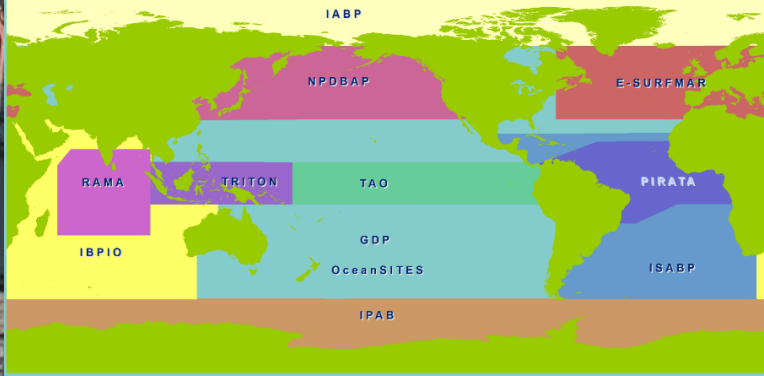 IABP
NPDBAP
E-SURFMAR
RAMA
TRITON
TAO
PIRATA
GDP
IBPIO
OceanSITES
ISABP
IPAB